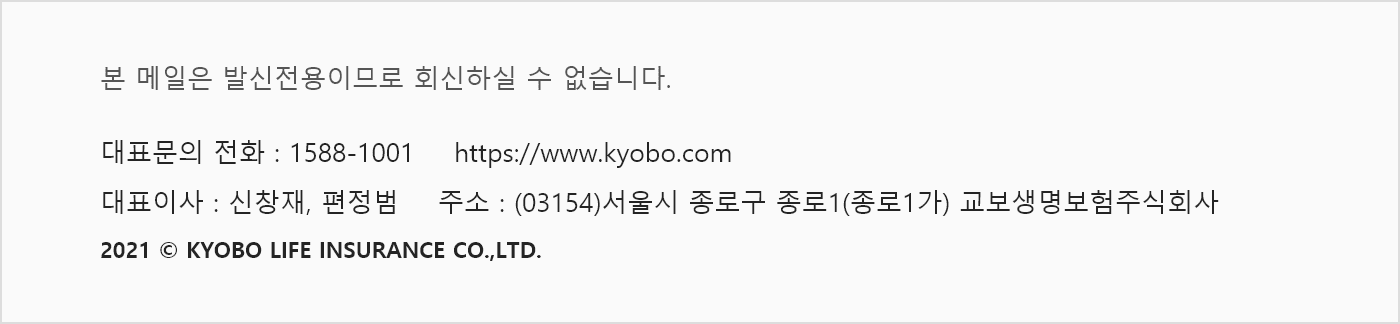 본 메일은 발신전용이므로 회신하실 수 없습니다.
대표문의 전화 : 1588-1001 https://www.kyobo.com
대표이사 : 신창재, 편정범 주소 : (03154)서울시 종로구 종로1(종로1가) 교보생명보험주식회사
2021 © KYOBO LIFE INSURANCE CO.,LTD.